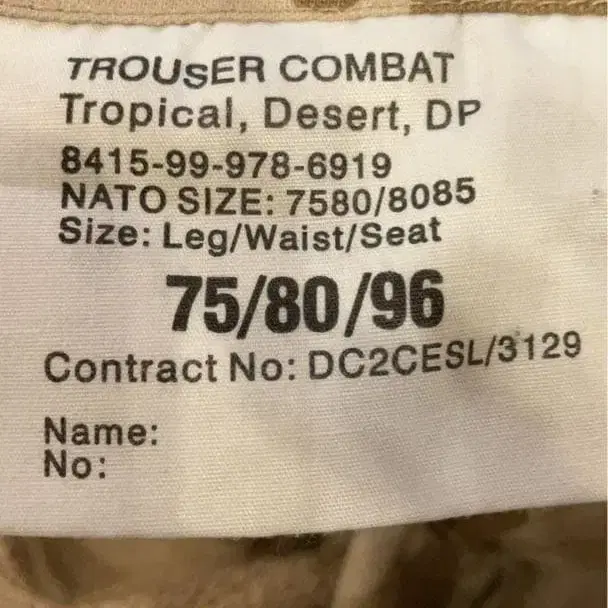 TROUSER COMBAT
Tropical, Desert, DP
8415-99-978-6919
NATO SIZE: 7580/8085
Size: Leg/Waist/Seat
75/80/96
Contract No: DC2CESL/3129
Name:
No: